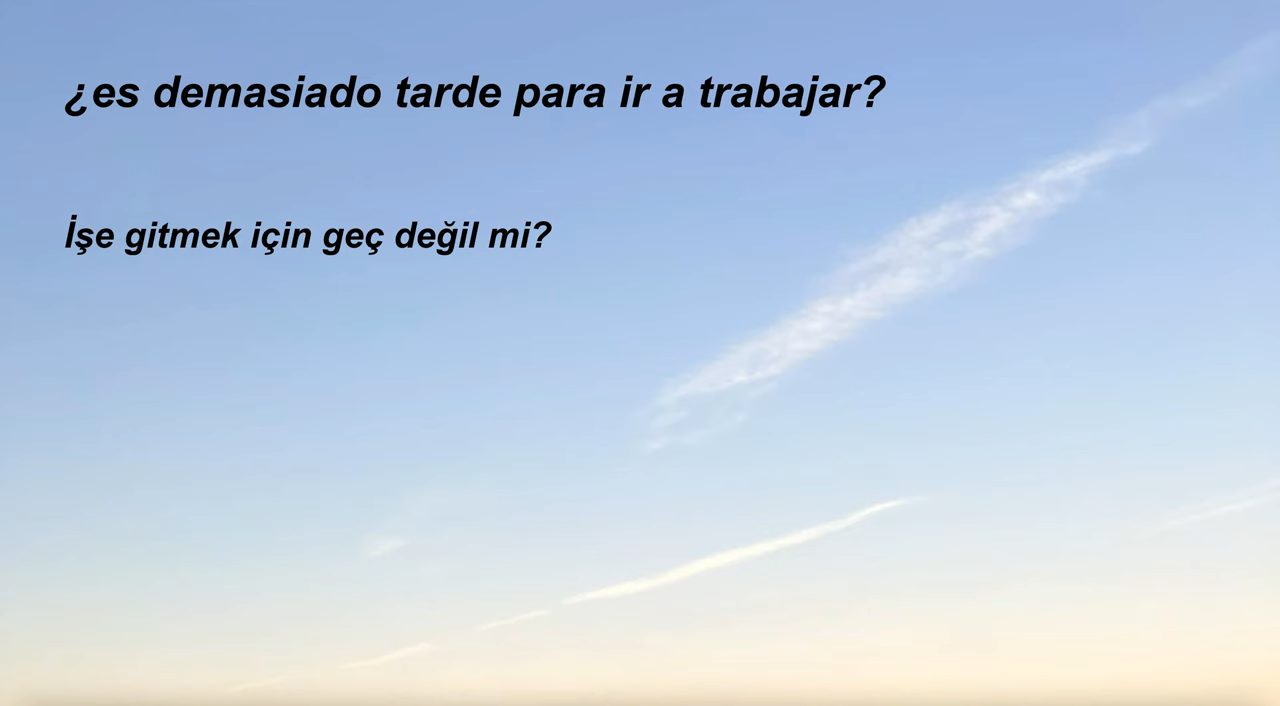 ¿es demasiado tarde para ir a trabajar?
İşe gitmek için geç değil mi?